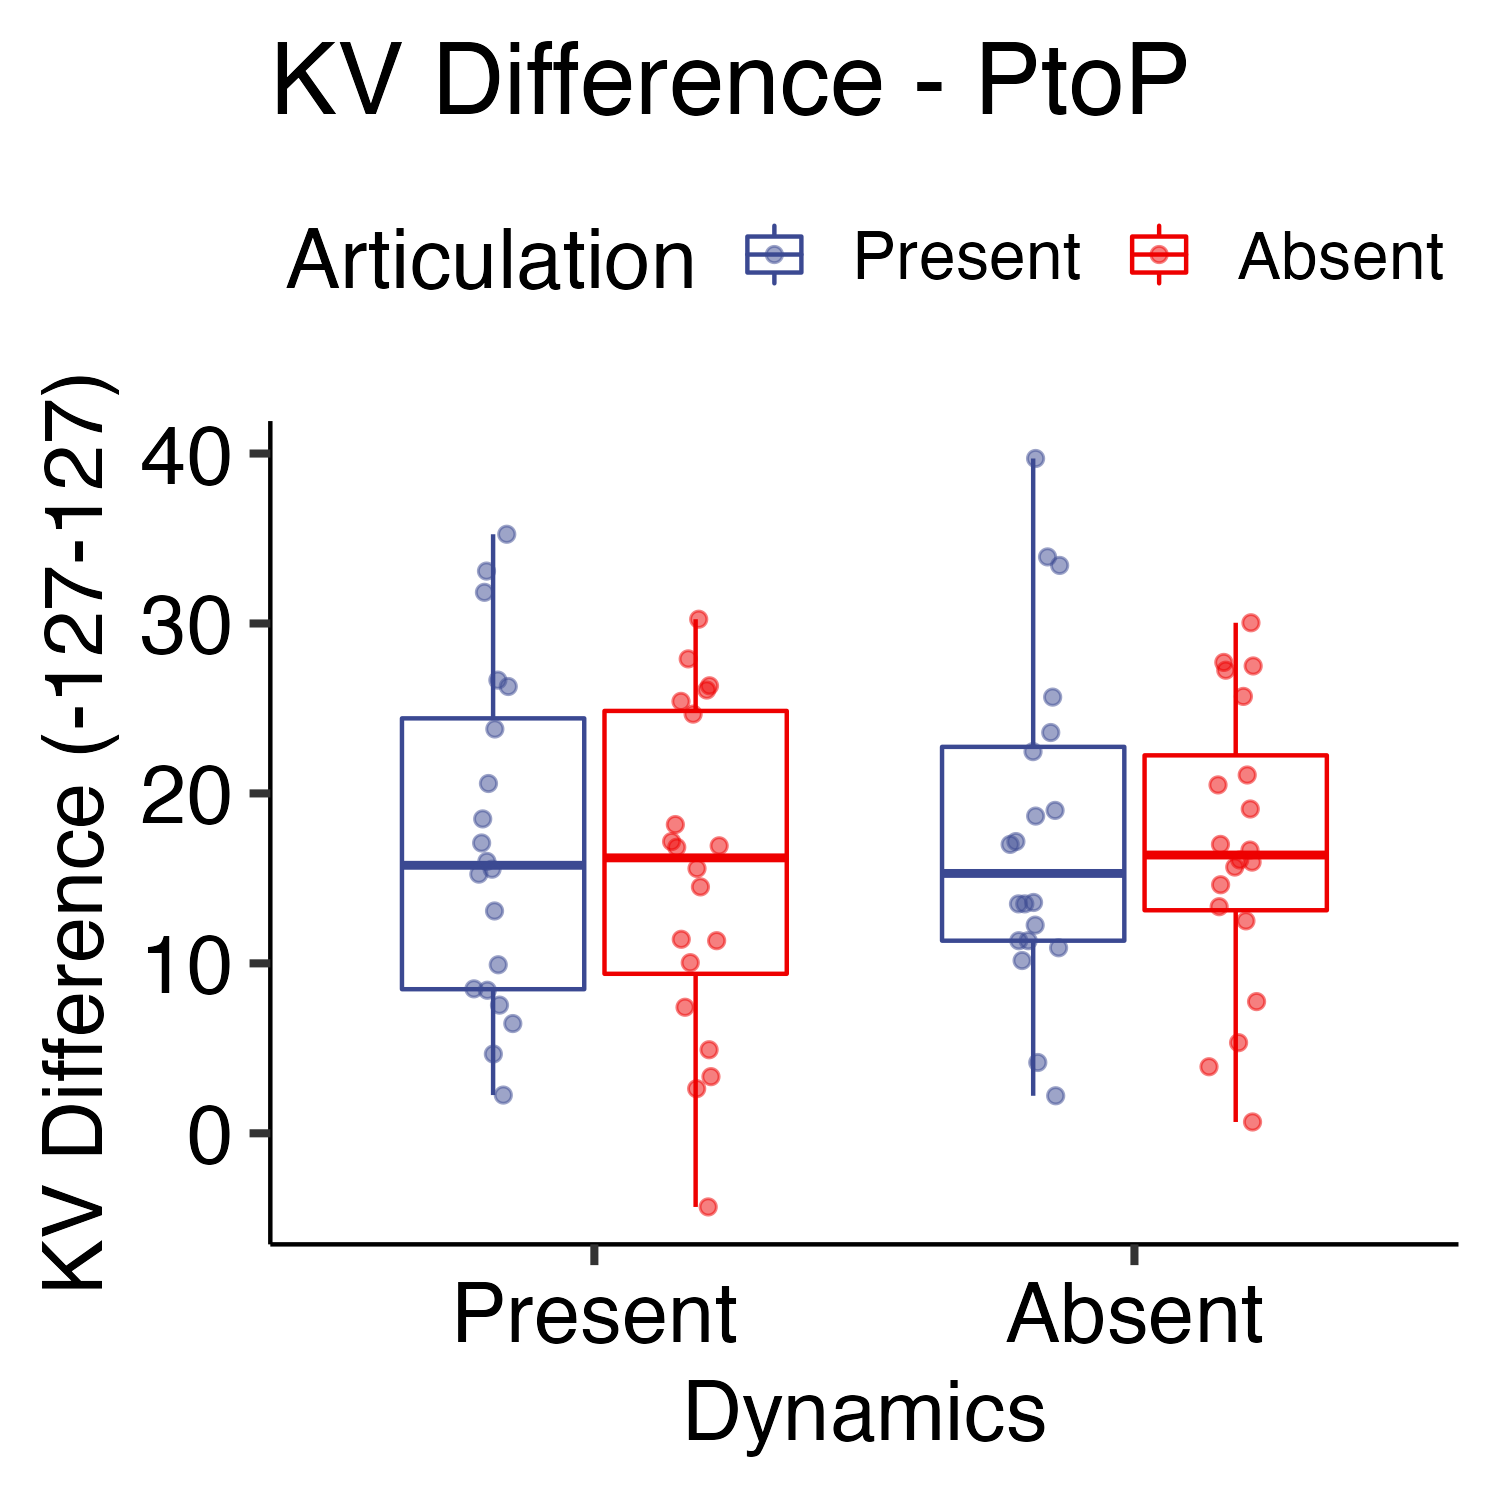 KV Difference - PtoP
Articulation Present Absent
KV Difference (-127-127)
40
30
20
10
0
Present Absent
Dynamics